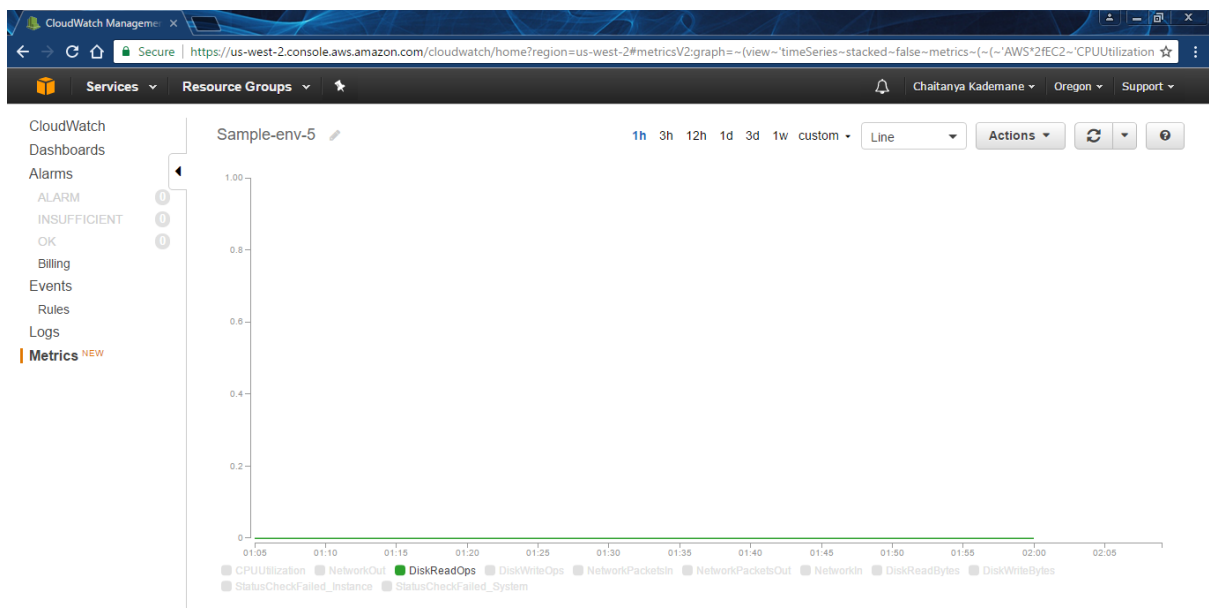 CloudWatch Managemen
Secure
https://us-west-2.console.aws.amazon.com/cloudwatch/home?region=us-west-2#metricsV2:graph=~(view~'timeSeries~stacked~false~metrics~(~(~'AWS*2fEC2~'CPUUtilization
Services
Resource Groups
Chaitanya Kademane
Oregon
Support
CloudWatch
Dashboards
Alarms
ALARM 0
INSUFFICIENT 0
OK 0
Billing
Events
Rules
Logs
Metrics NEW
Sample-env-5
1h 3h 12h 1d 3d 1w custom
Line
Actions
1.00
0.8
0.6
0.4
0.2
0
01:05 01:10 01:15 01:20 01:25 01:30 01:35 01:40 01:45 01:50 01:55 02:00 02:05
CPUUtilization NetworkOut DiskReadOps DiskWriteOps NetworkPacketsIn NetworkPacketsOut NetworkIn DiskReadBytes DiskWriteBytes
StatusCheckFailed_Instance StatusCheckFailed_System